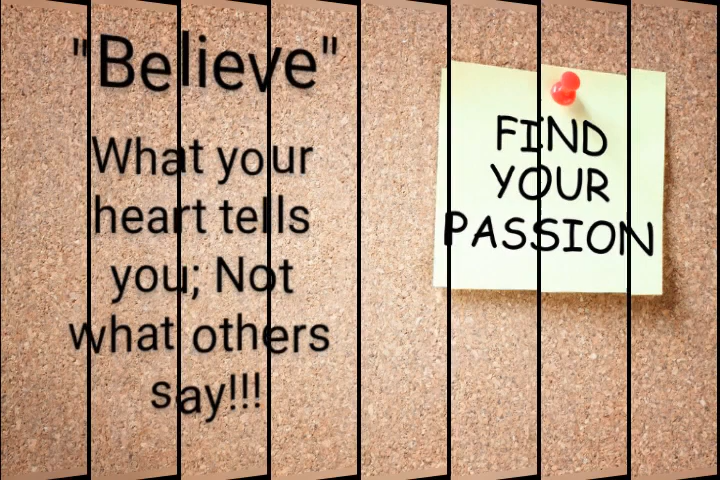 "Believe"
What your
heart tells
you; Not
what others
say!!!
FIND
YOUR
PASSION